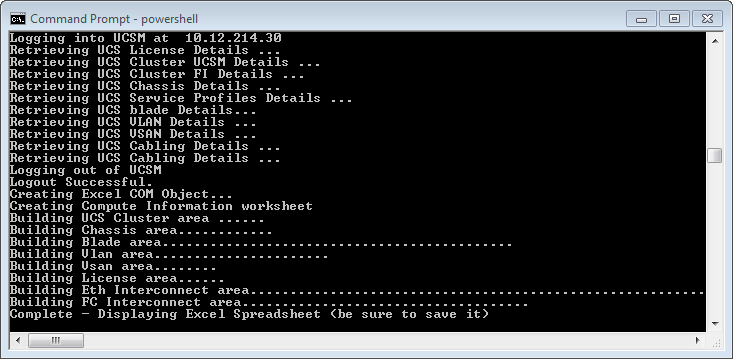 Command Prompt - powershell
Logging into UCSM at  10.12.214.30
Retrieving UCS License Details ...
Retrieving UCS Cluster UCSM Details ...
Retrieving UCS Cluster FI Details ...
Retrieving UCS Chassis Details ...
Retrieving UCS Service Profiles Details ...
Retrieving UCS blade Details...
Retrieving UCS VLAN Details ...
Retrieving UCS VSAN Details ...
Retrieving UCS Cabling Details ...
Retrieving UCS Cabling Details ...
Logging out of UCSM
Logout Successful.
Creating Excel COM Object...
Creating Compute Information worksheet
Building UCS Cluster area ......
Building Chassis area............
Building Blade area............................................
Building Vlan area......................
Building Vsan area........
Building License area......
Building Eth Interconnect area.........................................................
Building FC Interconnect area....................................
Complete - Displaying Excel Spreadsheet (be sure to save it)